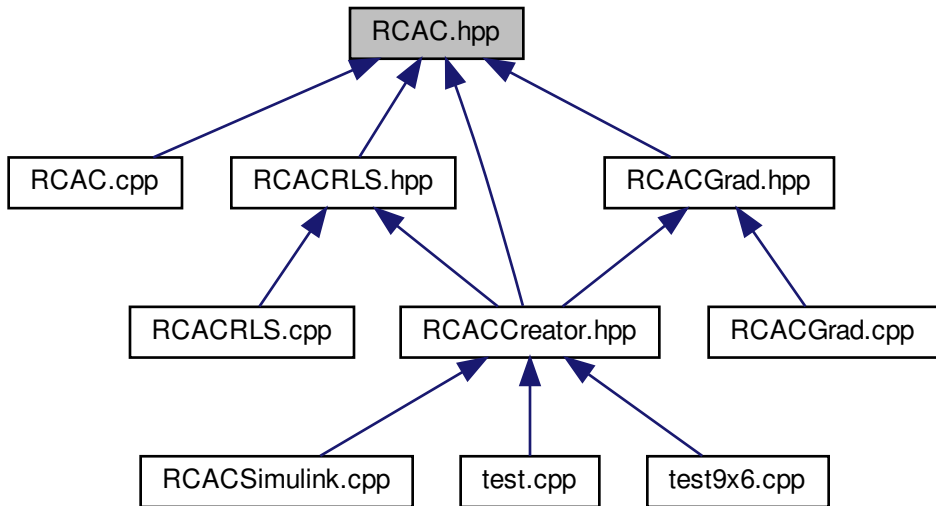 RCAC.hpp
RCAC.cpp
RCACRLS.hpp
RCACGrad.hpp
RCACRLS.cpp
RCACCreator.hpp
RCACGrad.cpp
RCACSimulink.cpp
test.cpp
test9x6.cpp